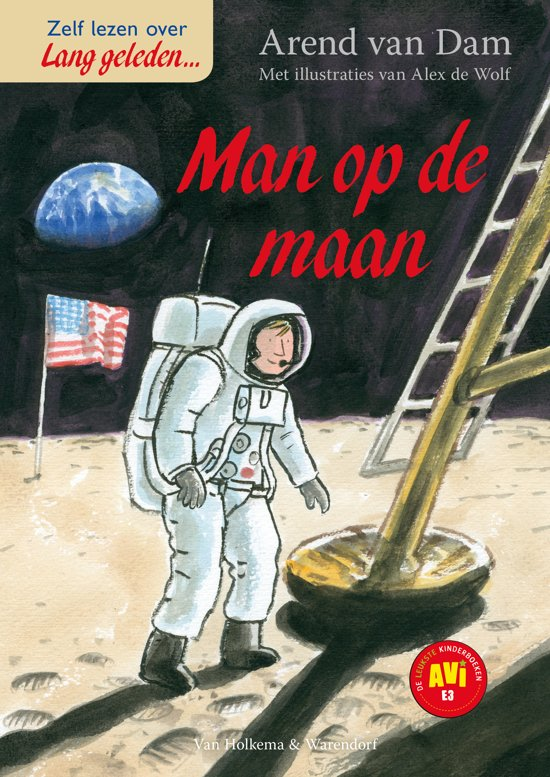 Zelf lezen over
Lang geleden...
Arend van Dam
Met illustraties van Alex de Wolf
Man op de
maan
DE LEUKSTE KINDERBOEKEN
AVi
E3
Van Holkema & Warendorf